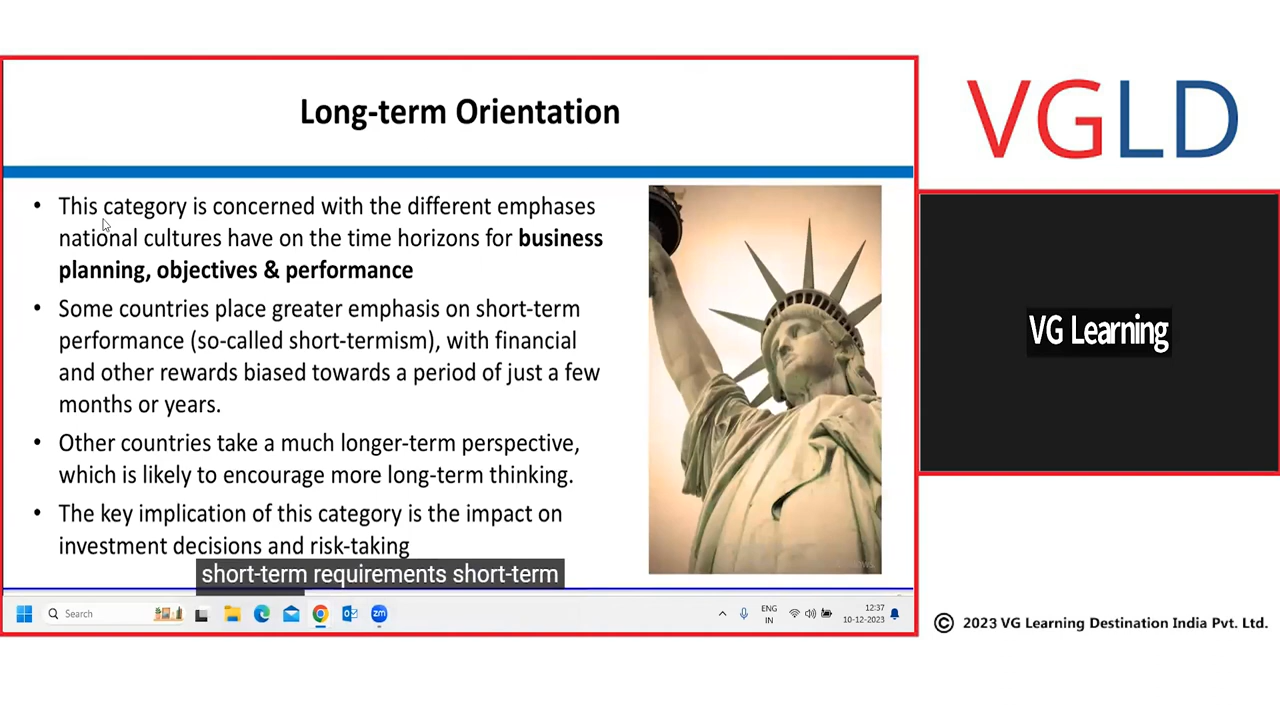 Long-term Orientation
• This category is concerned with the different emphases
national cultures have on the time horizons for business
planning, objectives & performance
• Some countries place greater emphasis on short-term
performance (so-called short-termism), with financial
and other rewards biased towards a period of just a few
months or years.
• Other countries take a much longer-term perspective,
which is likely to encourage more long-term thinking.
• The key implication of this category is the impact on
investment decisions and risk-taking
short-term requirements short-term
Search
zm
ENG
IN
12:37
10-12-2023
VGLD
VG Learning
© 2023 VG Learning Destination India Pvt. Ltd.